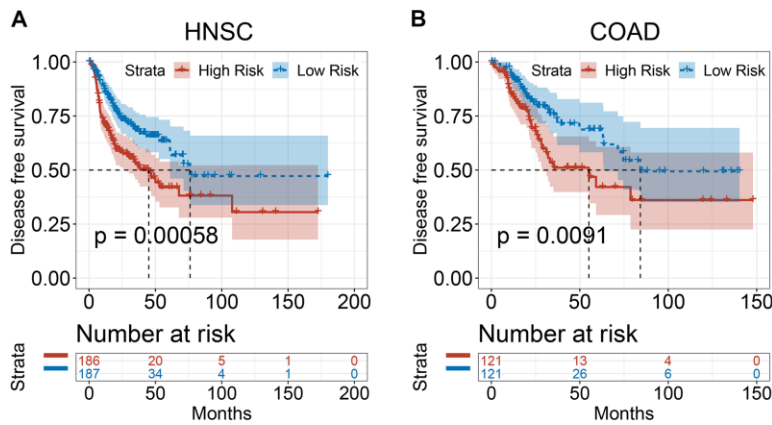 A
HNSC
Strata High Risk Low Risk
Disease free survival
1.00
0.75
0.50
0.25
0.00
p = 0.00058
0 50 100 150 200
Months
Number at risk
Strata
186 20 5 1 0
187 34 4 1 0
0 50 100 150 200
Months
B
COAD
Strata High Risk Low Risk
Disease free survival
1.00
0.75
0.50
0.25
0.00
p = 0.0091
0 50 100 150
Months
Number at risk
Strata
121 13 4 0
121 26 6 0
0 50 100 150
Months